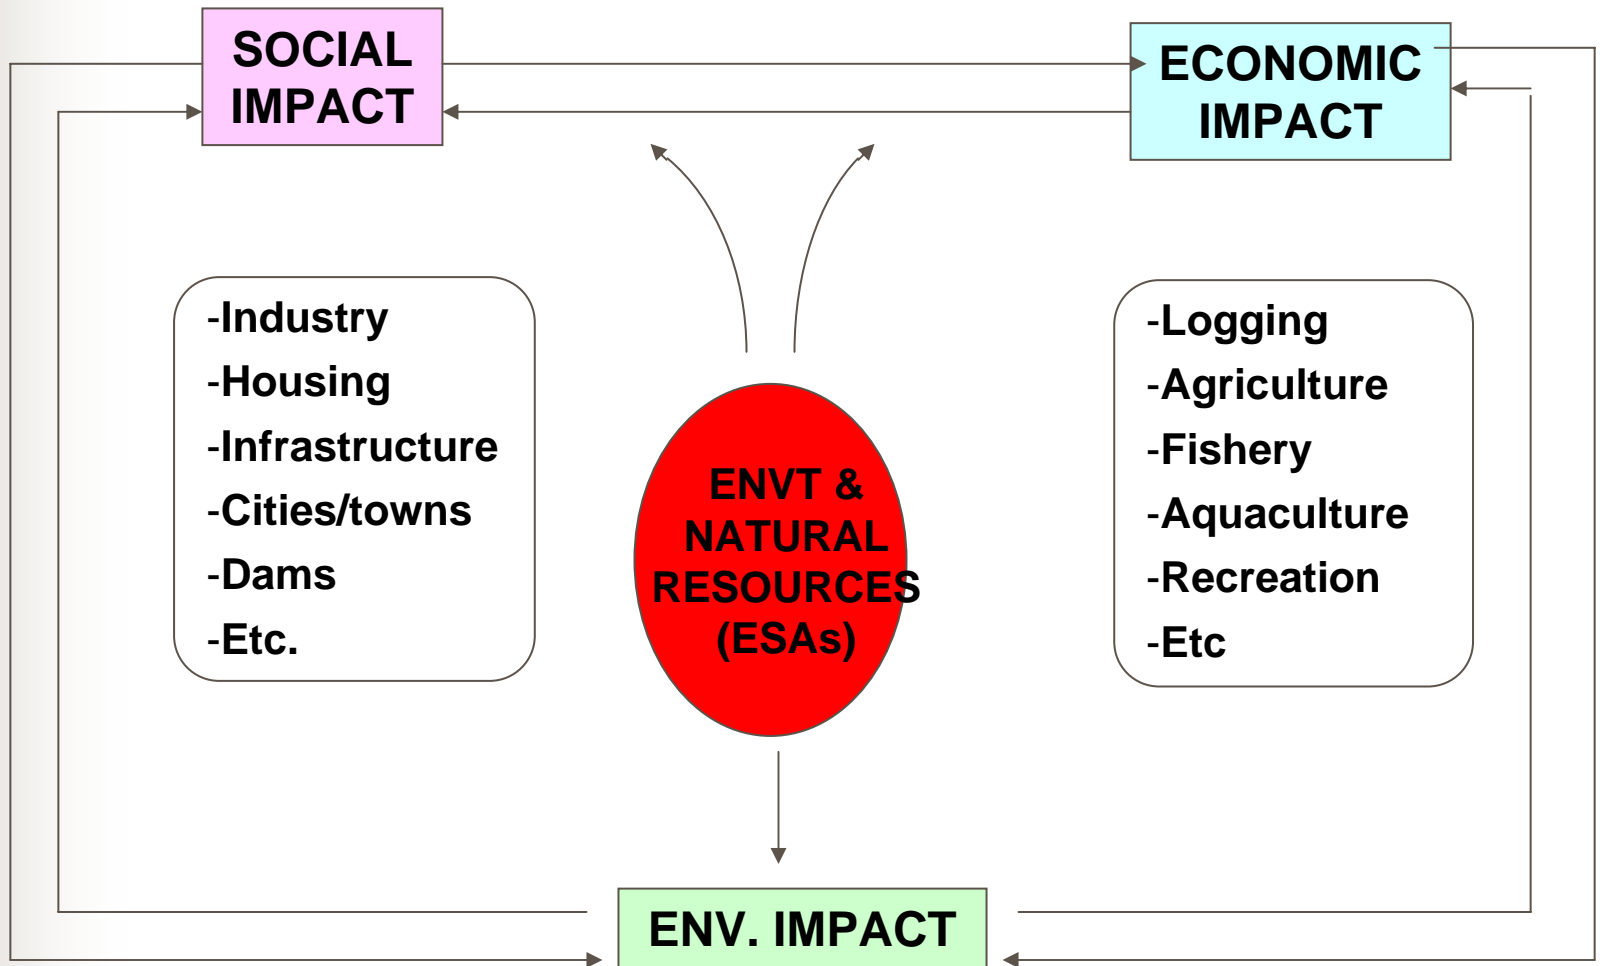 SOCIAL
IMPACT
ECONOMIC
IMPACT
-Industry
-Housing
-Infrastructure
-Cities/towns
-Dams
-Etc.
ENVT &
NATURAL
RESOURCES
(ESAs)
-Logging
-Agriculture
-Fishery
-Aquaculture
-Recreation
-Etc
ENV. IMPACT